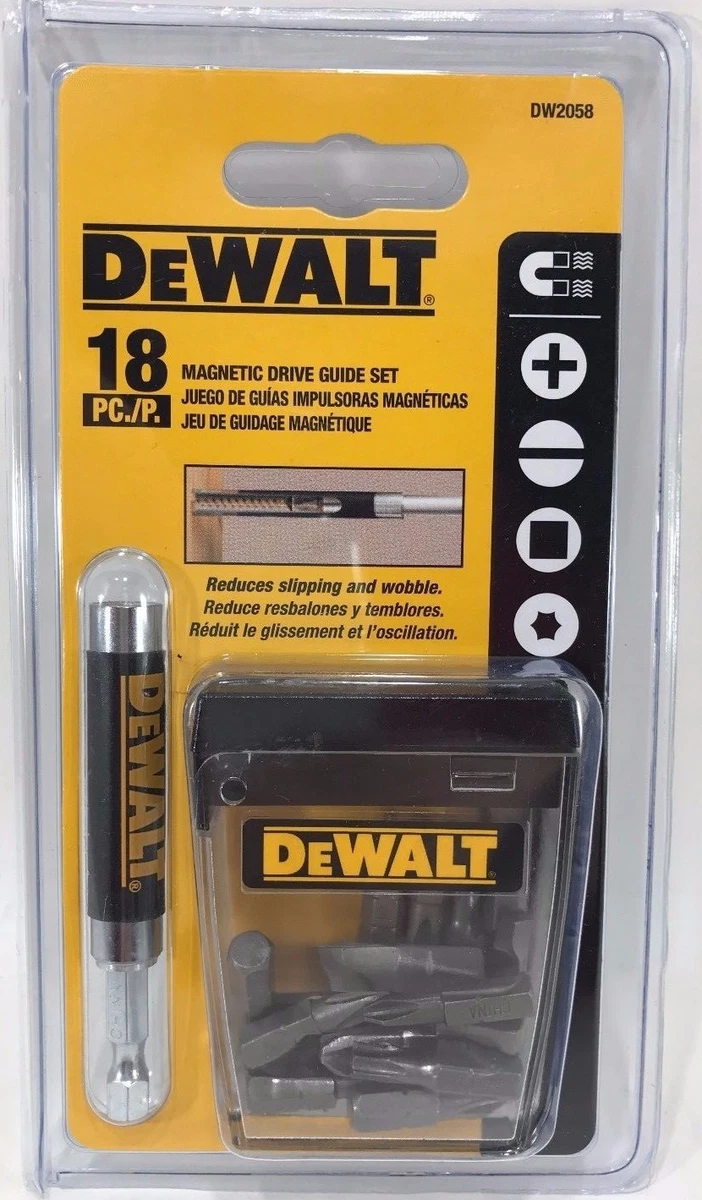 DW2058
DEWALT®
18
PC./P.
MAGNETIC DRIVE GUIDE SET
JUEGO DE GUÍAS IMPULSORAS MAGNÉTICAS
JEU DE GUIDAGE MAGNÉTIQUE
Reduces slipping and wobble.
Reduce resbalones y temblores.
Réduit le glissement et l'oscillation.
DEWALT®
DEWALT®
CHINA